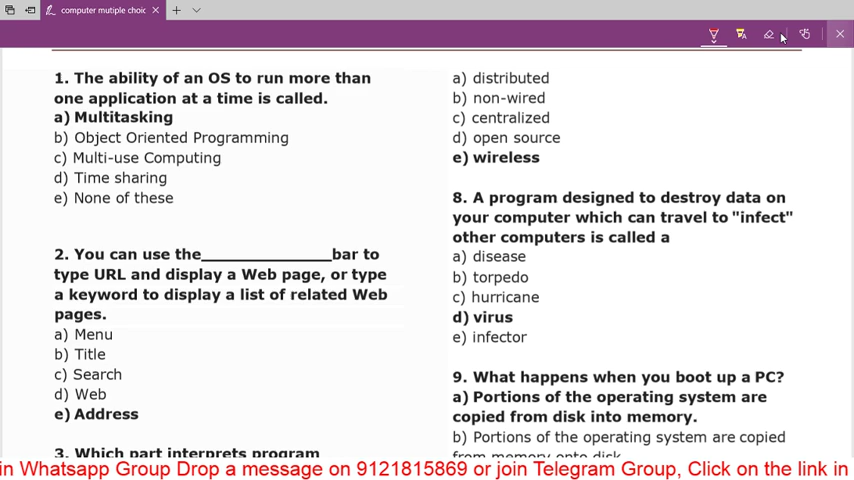 computer mutiple choic
1. The ability of an OS to run more than
one application at a time is called.
a) Multitasking
b) Object Oriented Programming
c) Multi-use Computing
d) Time sharing
e) None of these
2. You can use the______________bar to
type URL and display a Web page, or type
a keyword to display a list of related Web
pages.
a) Menu
b) Title
c) Search
d) Web
e) Address
3. Which part interprets program
a) distributed
b) non-wired
c) centralized
d) open source
e) wireless
8. A program designed to destroy data on
your computer which can travel to "infect"
other computers is called a
a) disease
b) torpedo
c) hurricane
d) virus
e) infector
9. What happens when you boot up a PC?
a) Portions of the operating system are
copied from disk into memory.
b) Portions of the operating system are copied
from memory onto disk
in Whatsapp Group Drop a message on 9121815869 or join Telegram Group, Click on the link in